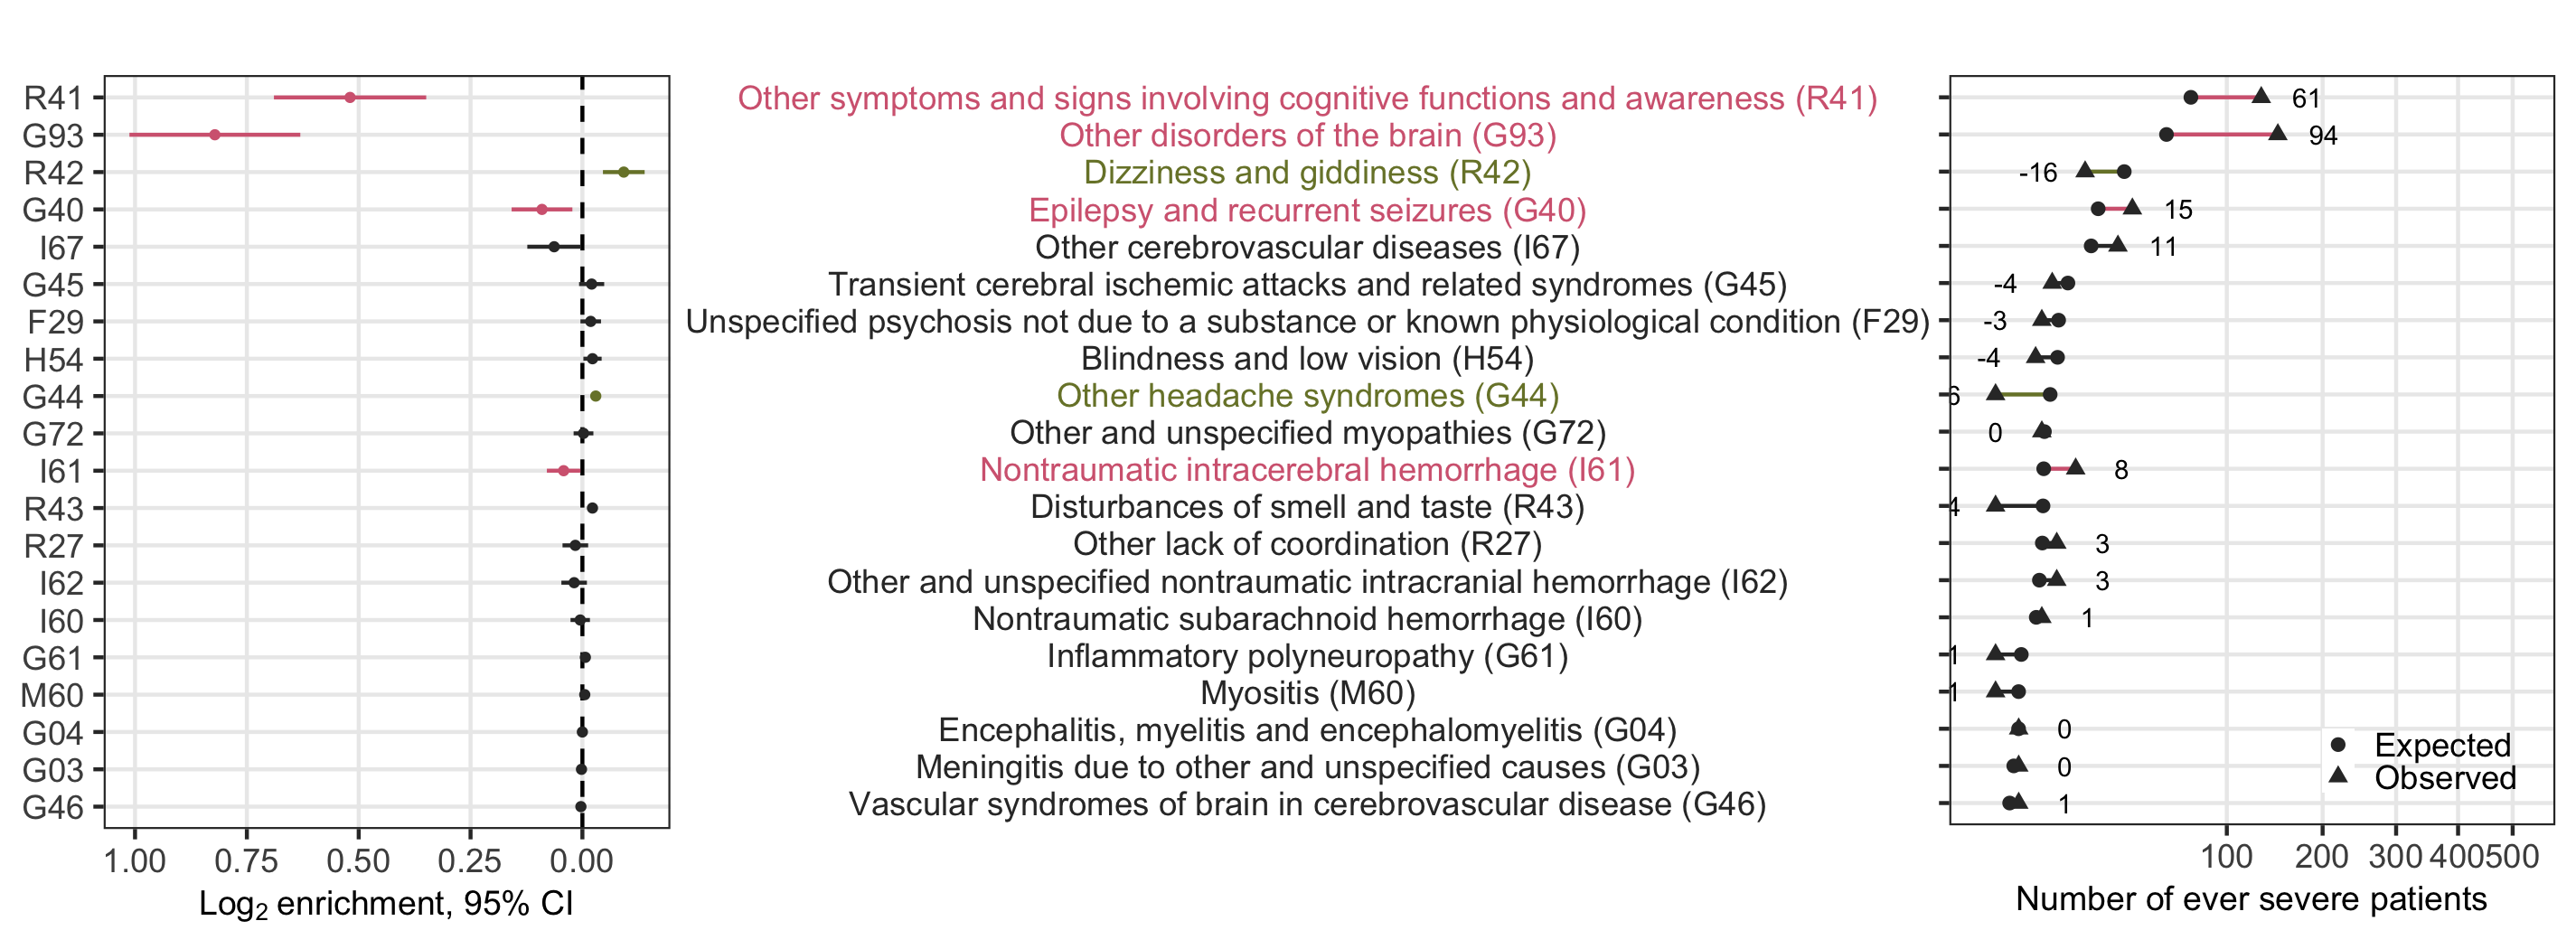 R41
G93
R42
G40
I67
G45
F29
H54
G44
G72
I61
R43
R27
I62
I60
G61
M60
G04
G03
G46
1.00 0.75 0.50 0.25 0.00
Log2 enrichment, 95% CI
Other symptoms and signs involving cognitive functions and awareness (R41)
Other disorders of the brain (G93)
Dizziness and giddiness (R42)
Epilepsy and recurrent seizures (G40)
Other cerebrovascular diseases (I67)
Transient cerebral ischemic attacks and related syndromes (G45)
Unspecified psychosis not due to a substance or known physiological condition (F29)
Blindness and low vision (H54)
Other headache syndromes (G44)
Other and unspecified myopathies (G72)
Nontraumatic intracerebral hemorrhage (I61)
Disturbances of smell and taste (R43)
Other lack of coordination (R27)
Other and unspecified nontraumatic intracranial hemorrhage (I62)
Nontraumatic subarachnoid hemorrhage (I60)
Inflammatory polyneuropathy (G61)
Myositis (M60)
Encephalitis, myelitis and encephalomyelitis (G04)
Meningitis due to other and unspecified causes (G03)
Vascular syndromes of brain in cerebrovascular disease (G46)
61
94
-16
15
11
-4
-3
-4
6
0
8
4
3
3
1
1
1
0
0
1
Expected
Observed
100 200 300 400 500
Number of ever severe patients